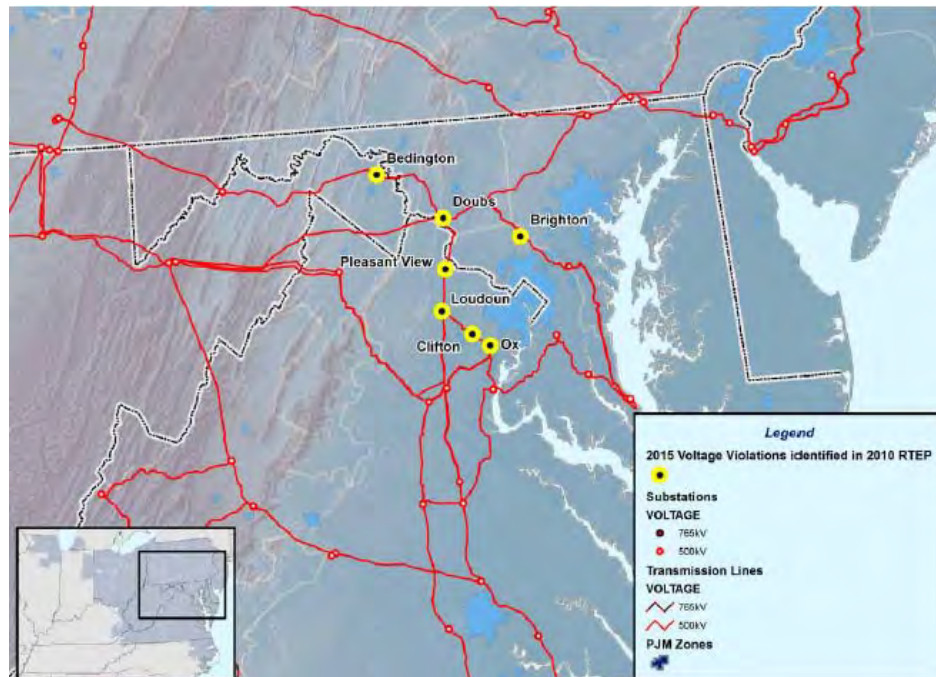 Bedington
Doubs
Brighton
Pleasant View
Loudoun
Clifton
Ox
Legend
2015 Voltage Violations identified in 2010 RTEP
Substations
VOLTAGE
765kV
500kV
Transmission Lines
VOLTAGE
765kV
500kV
PJM Zones